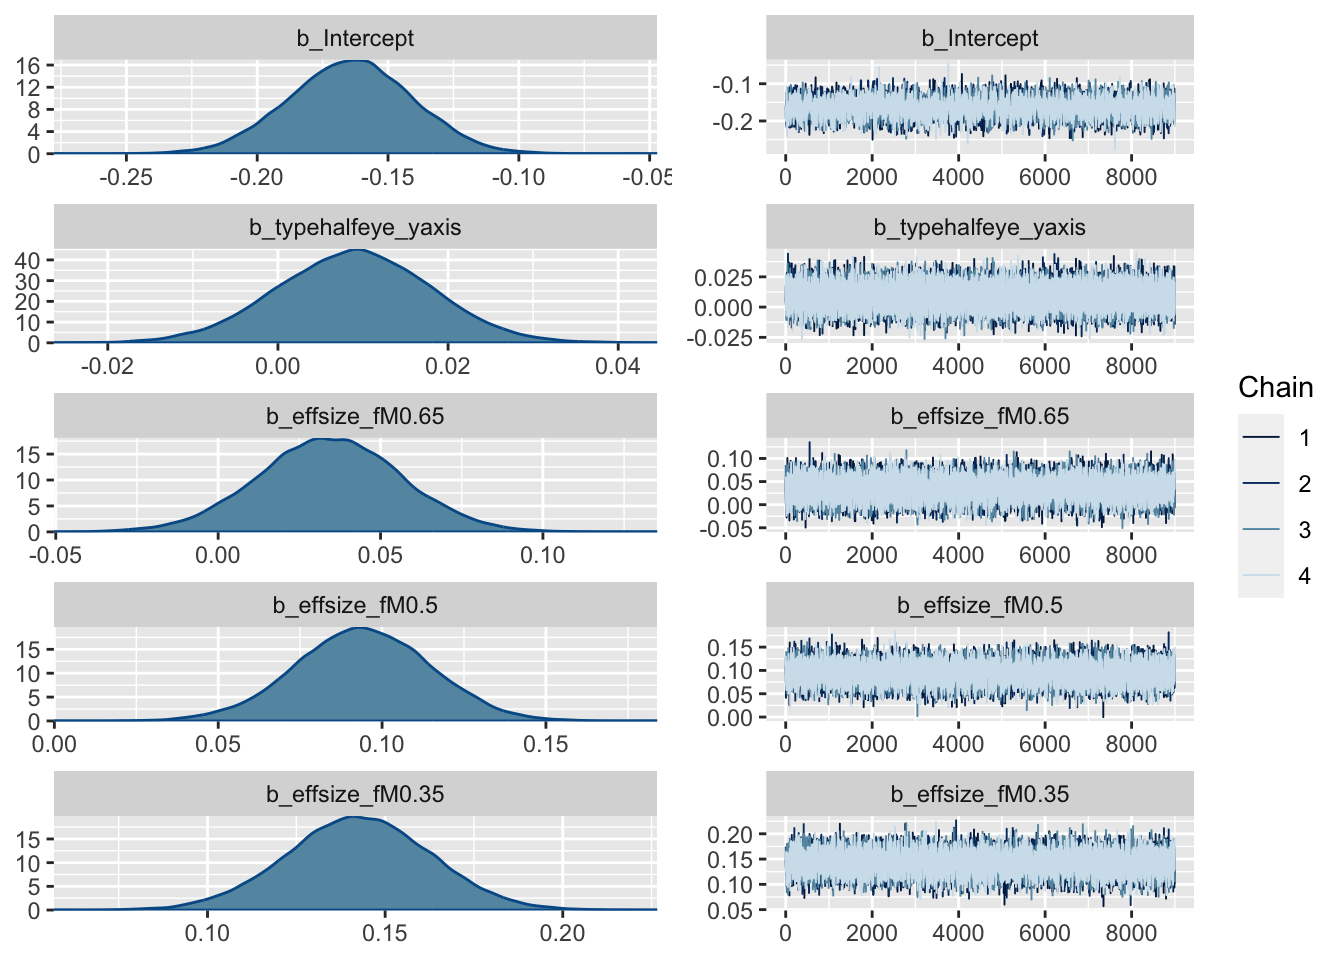 b_Intercept
16
12
8
4
0
-0.25 -0.20 -0.15 -0.10 -0.05
b_Intercept
-0.1
-0.2
0 2000 4000 6000 8000
b_typehalfeye_yaxis
40
30
20
10
0
-0.02 0.00 0.02 0.04
b_typehalfeye_yaxis
0.025
0.000
-0.025
0 2000 4000 6000 8000
b_effsize_fM0.65
15
10
5
0
-0.05 0.00 0.05 0.10
b_effsize_fM0.65
0.10
0.05
0.00
-0.05
0 2000 4000 6000 8000
b_effsize_fM0.5
15
10
5
0
0.00 0.05 0.10 0.15
b_effsize_fM0.5
0.15
0.10
0.05
0.00
0 2000 4000 6000 8000
b_effsize_fM0.35
15
10
5
0
0.10 0.15 0.20
b_effsize_fM0.35
0.20
0.15
0.10
0.05
0 2000 4000 6000 8000
Chain
1
2
3
4